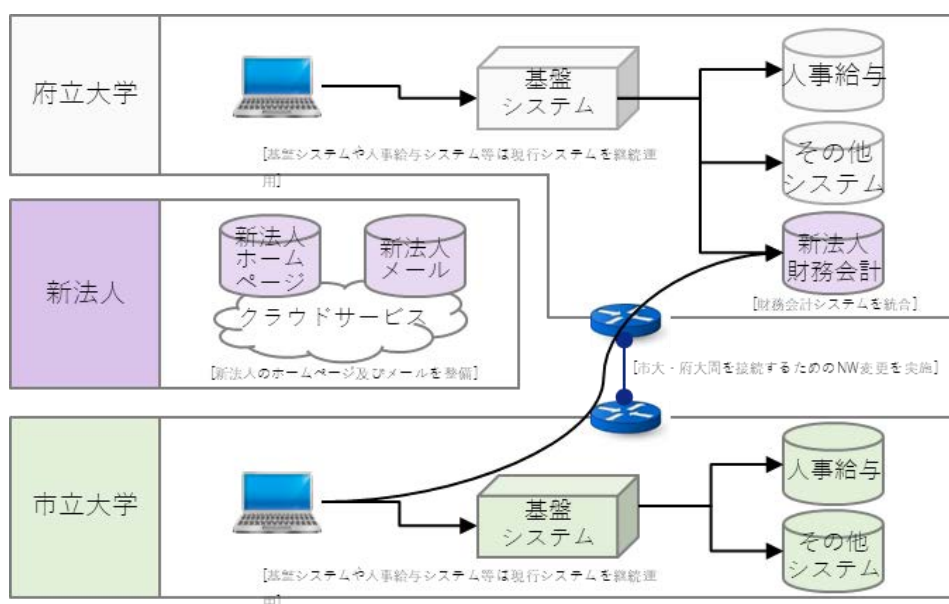 府立大学
基盤
システム
人事給与
その他
システム
新法人
財務会計
[基盤システムや人事給与システム等は現行システムを継続運
用]
[財務会計システムを統合]
新法人
新法人
ホーム
ページ
新法人
メール
クラウドサービス
[新法人のホームページ及びメールを整備]
[市大・府大間を接続するためのNW変更を実施]
市立大学
基盤
システム
人事給与
その他
システム
[基盤システムや人事給与システム等は現行システムを継続運
用]